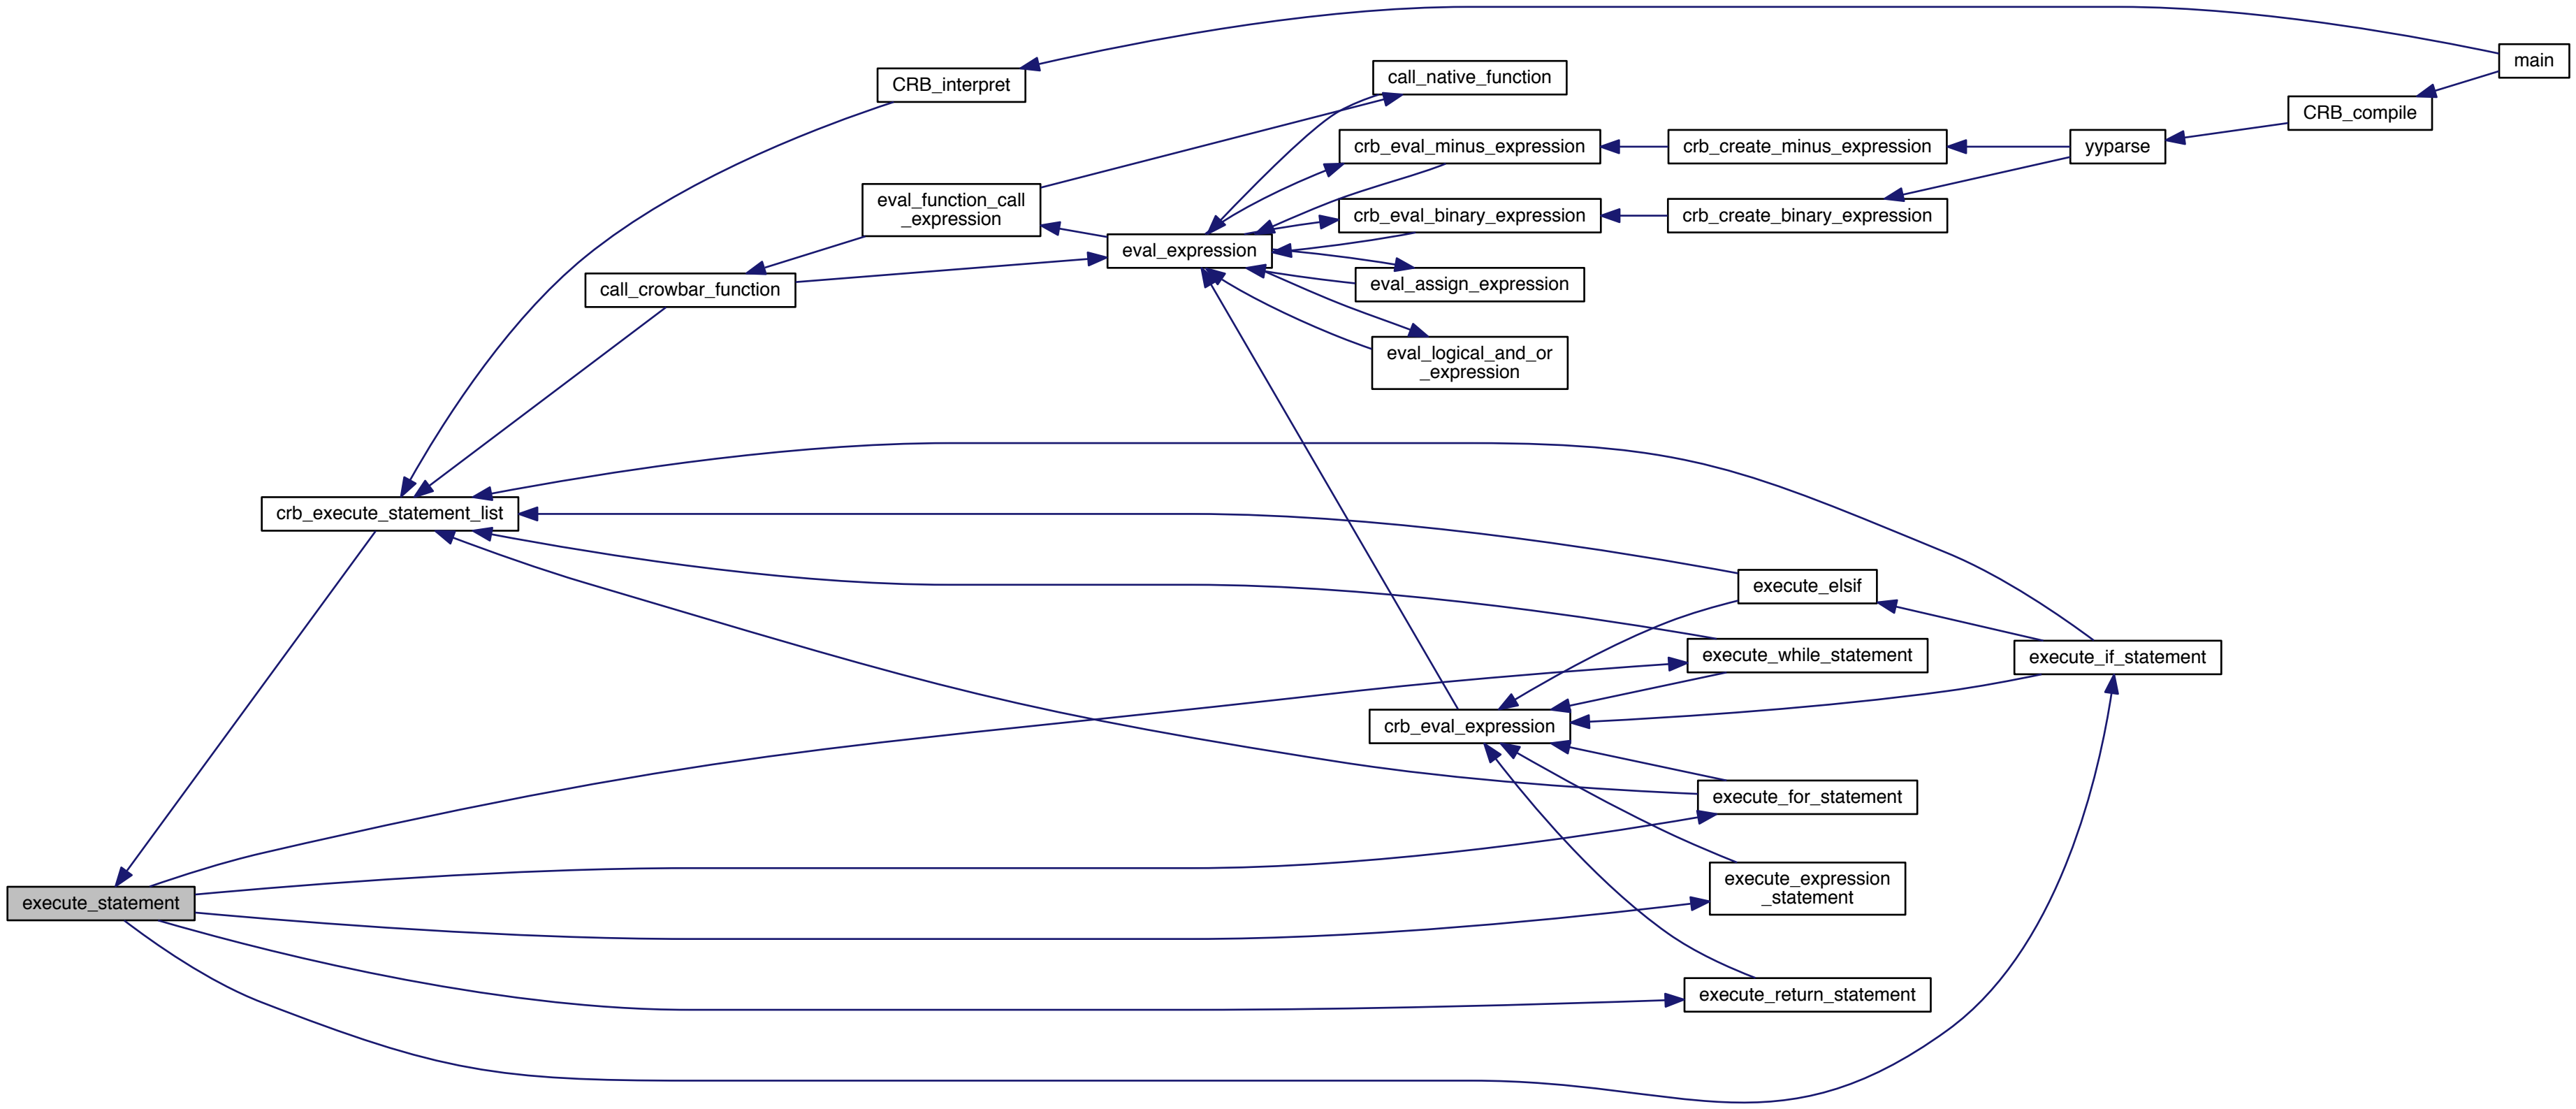 main
CRB_interpret
call_native_function
CRB_compile
crb_eval_minus_expression
crb_create_minus_expression
yyparse
eval_function_call
_expression
crb_eval_binary_expression
crb_create_binary_expression
eval_expression
call_crowbar_function
eval_assign_expression
eval_logical_and_or
_expression
crb_execute_statement_list
execute_elsif
execute_while_statement
execute_if_statement
crb_eval_expression
execute_for_statement
execute_expression
_statement
execute_statement
execute_return_statement